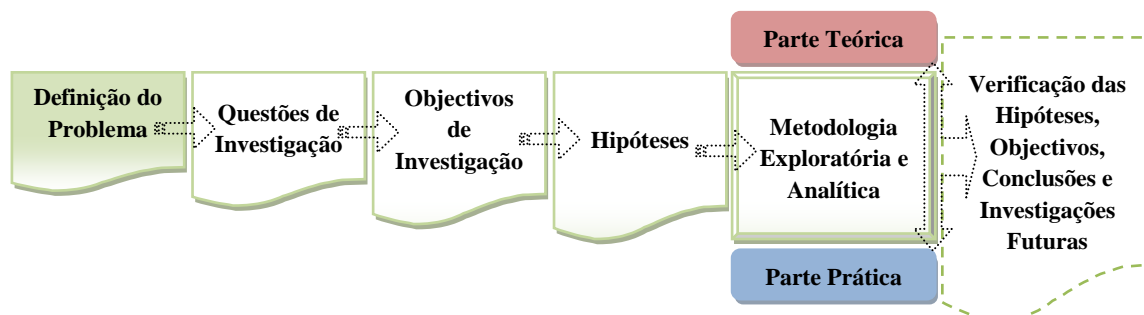 Definição do
Problema
Questões de
Investigação
Objectivos
de
Investigação
Hipóteses
Parte Teórica
Metodologia
Exploratória e
Analítica
Parte Prática
Verificação das
Hipóteses,
Objectivos,
Conclusões e
Investigações
Futuras